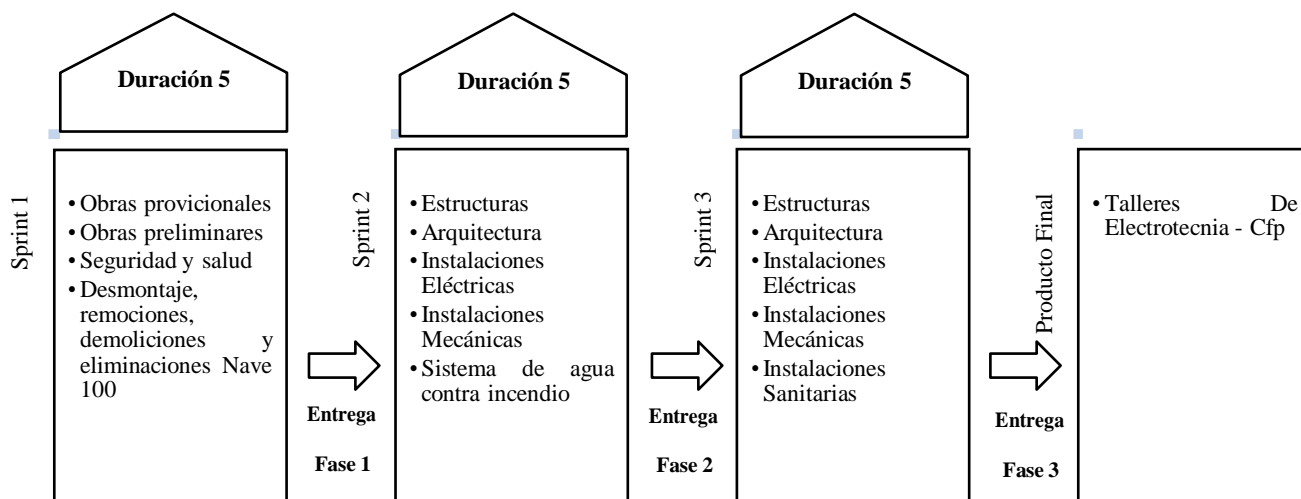 Duración 5
Sprint 1
• Obras provicionales
• Obras preliminares
• Seguridad y salud
• Desmontaje,
remociones,
demoliciones y
eliminaciones Nave
100
Entrega
Fase 1
Duración 5
Sprint 2
• Estructuras
• Arquitectura
• Instalaciones
Eléctricas
• Instalaciones
Mecánicas
• Sistema de agua
contra incendio
Entrega
Fase 2
Duración 5
Sprint 3
• Estructuras
• Arquitectura
• Instalaciones
Eléctricas
• Instalaciones
Mecánicas
• Instalaciones
Sanitarias
Entrega
Fase 3
Producto Final
• Talleres De
Electrotecnia - Cfp